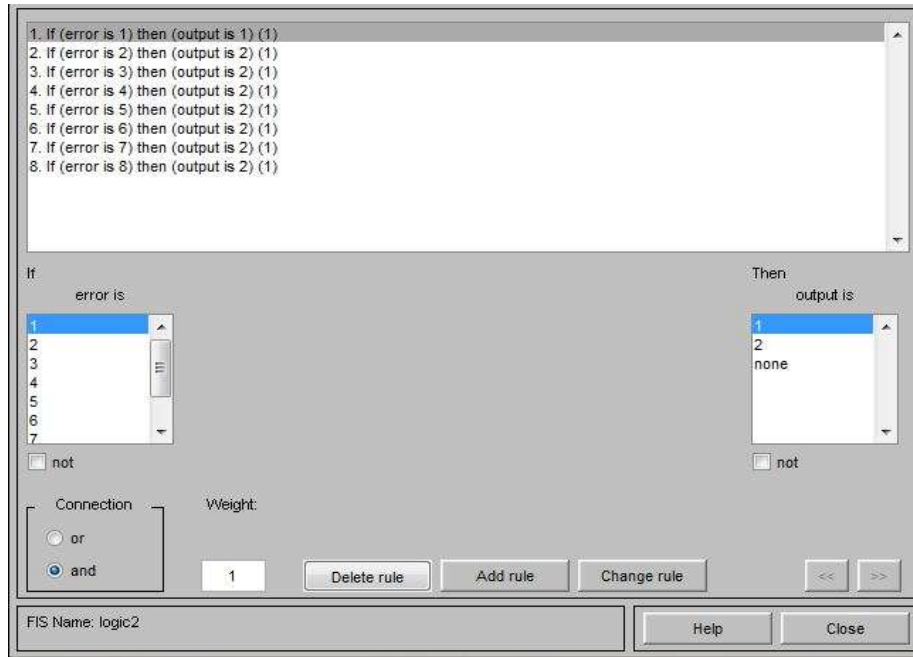 1. If (error is 1) then (output is 1) (1)
2. If (error is 2) then (output is 2) (1)
3. If (error is 3) then (output is 2) (1)
4. If (error is 4) then (output is 2) (1)
5. If (error is 5) then (output is 2) (1)
6. If (error is 6) then (output is 2) (1)
7. If (error is 7) then (output is 2) (1)
8. If (error is 8) then (output is 2) (1)
If
error is
1
2
3
4
5
6
7
not
Then
output is
1
2
none
not
Connection
or
and
Weight:
1
Delete rule
Add rule
Change rule
<<
>>
FIS Name: logic2
Help
Close